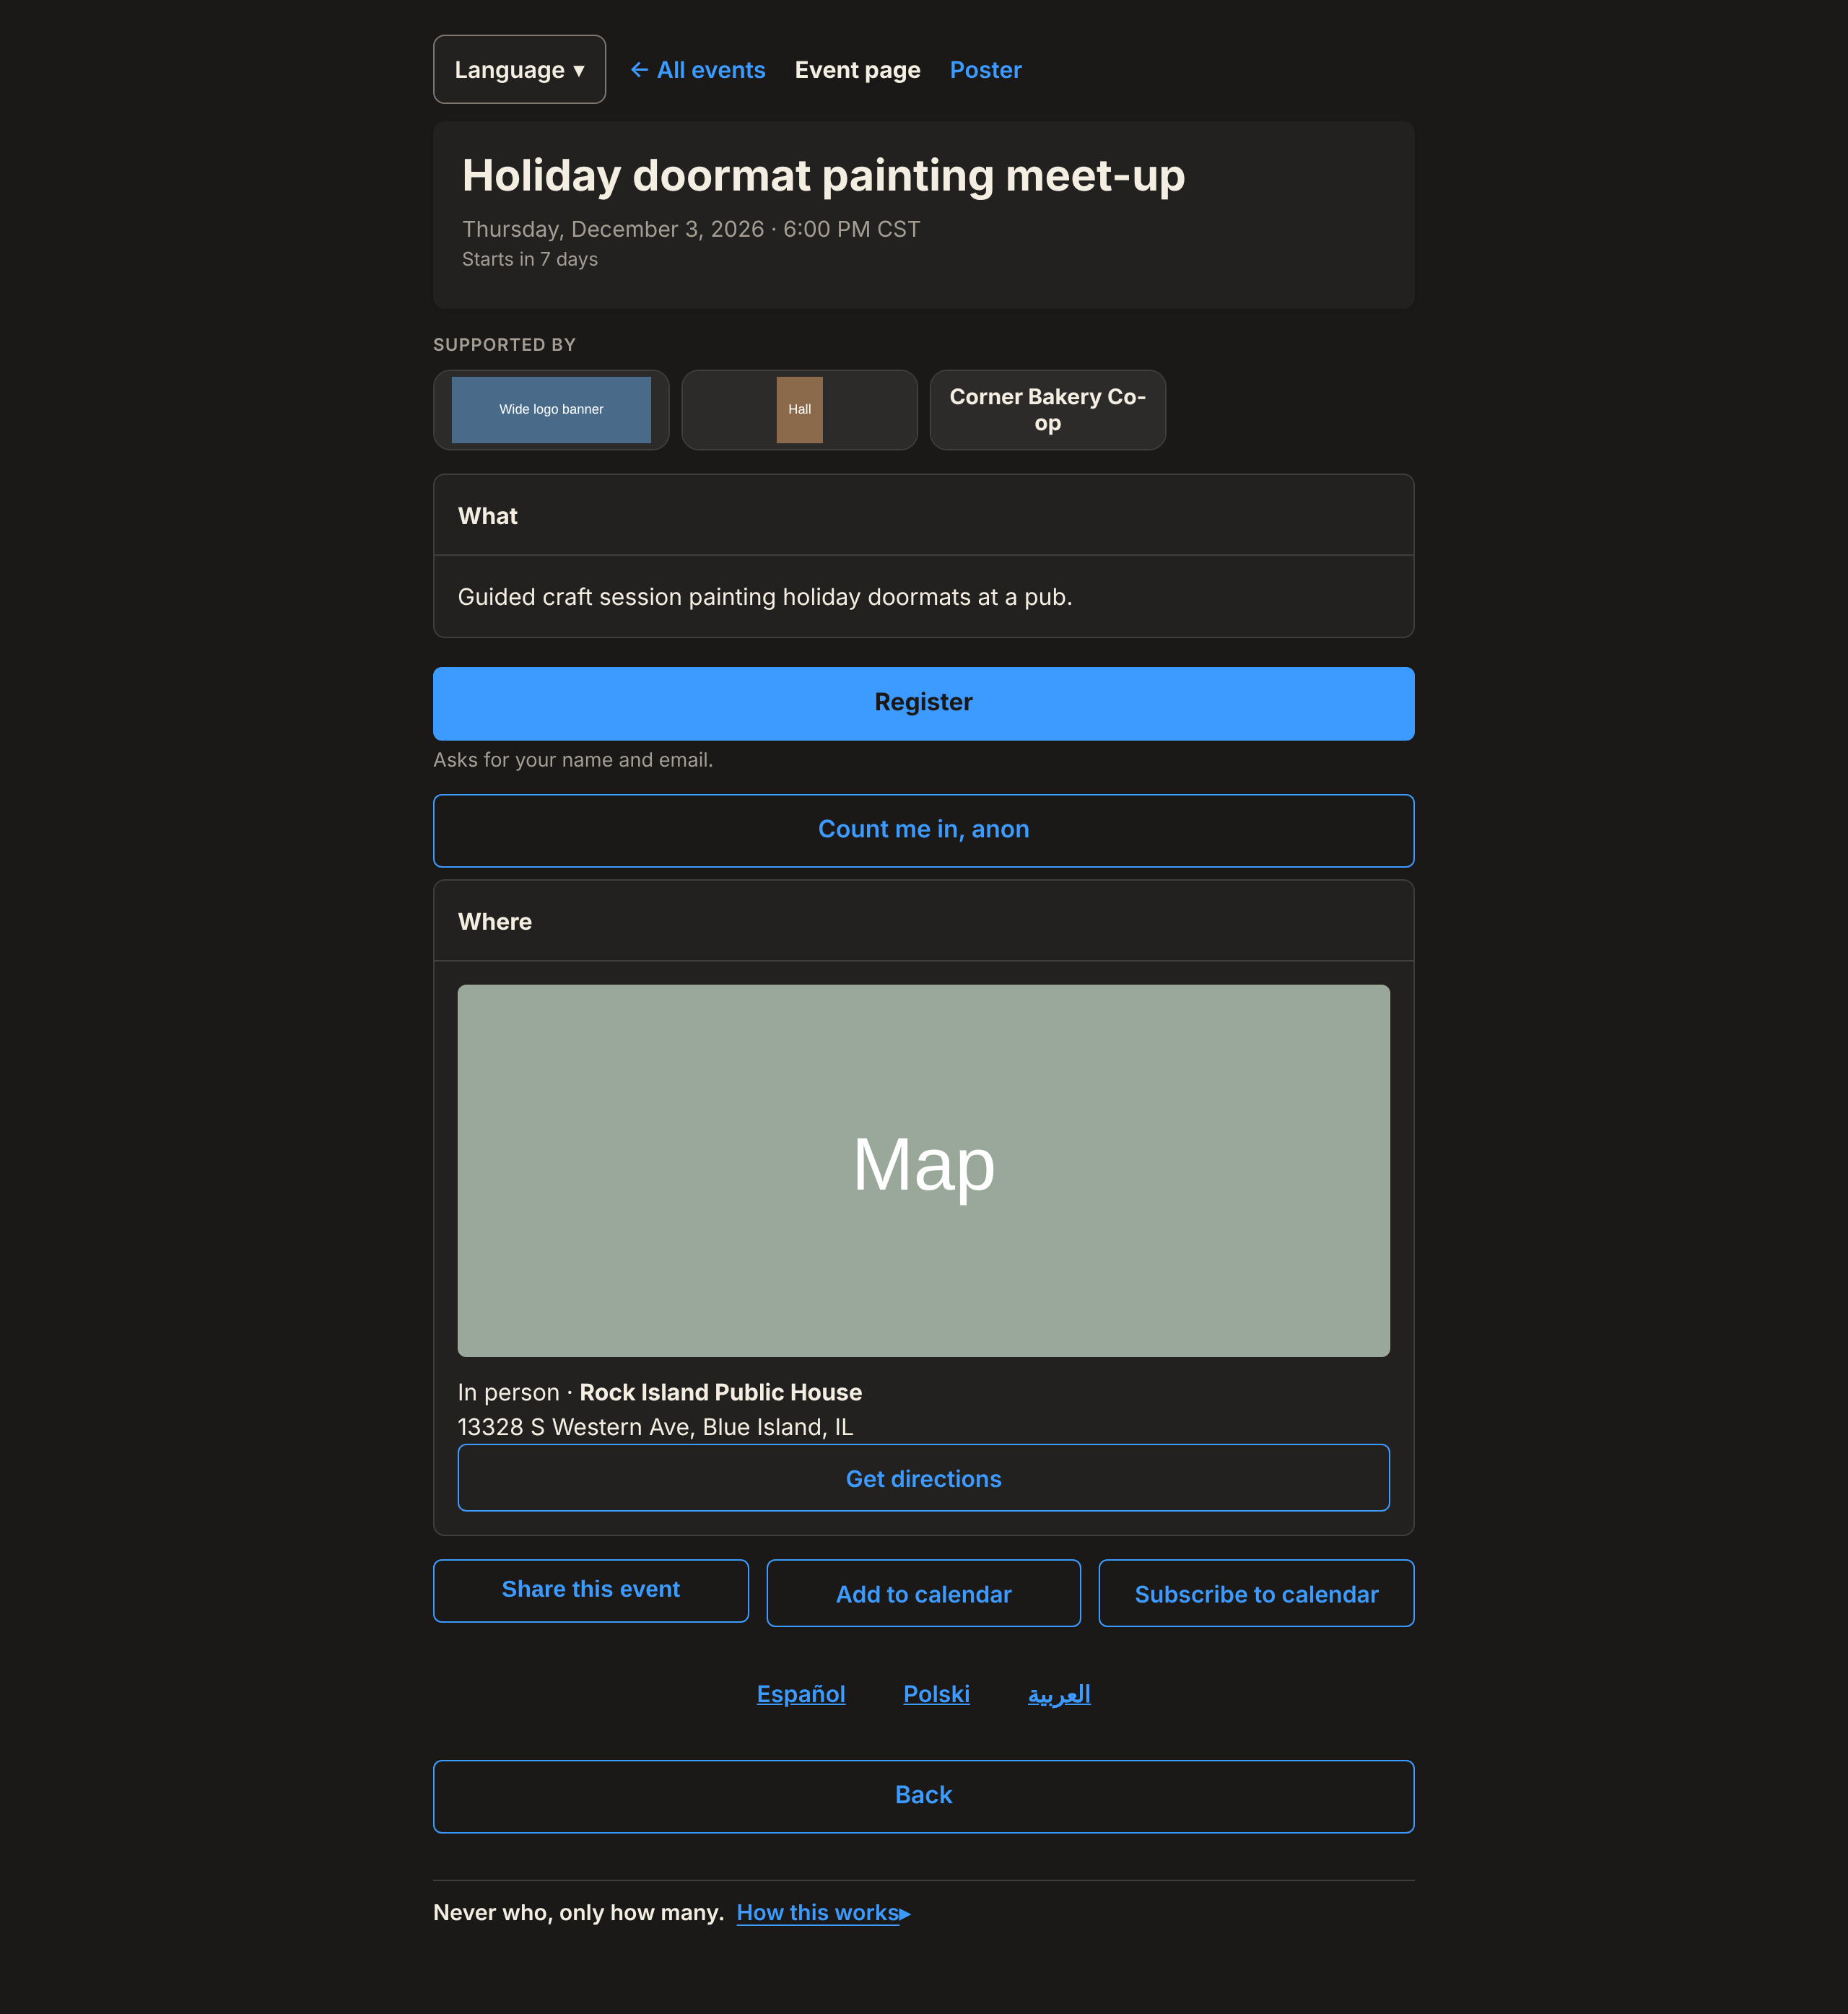 Language ▾
← All events
Event page
Poster
Holiday doormat painting meet-up
Thursday, December 3, 2026 · 6:00 PM CST
Starts in 7 days
SUPPORTED BY
Wide logo banner
Hall
Corner Bakery Co-
op
What
Guided craft session painting holiday doormats at a pub.
Register
Asks for your name and email.
Count me in, anon
Where
Map
In person · Rock Island Public House
13328 S Western Ave, Blue Island, IL
Get directions
Share this event
Add to calendar
Subscribe to calendar
Español
Polski
العربية
Back
Never who, only how many. How this works▸